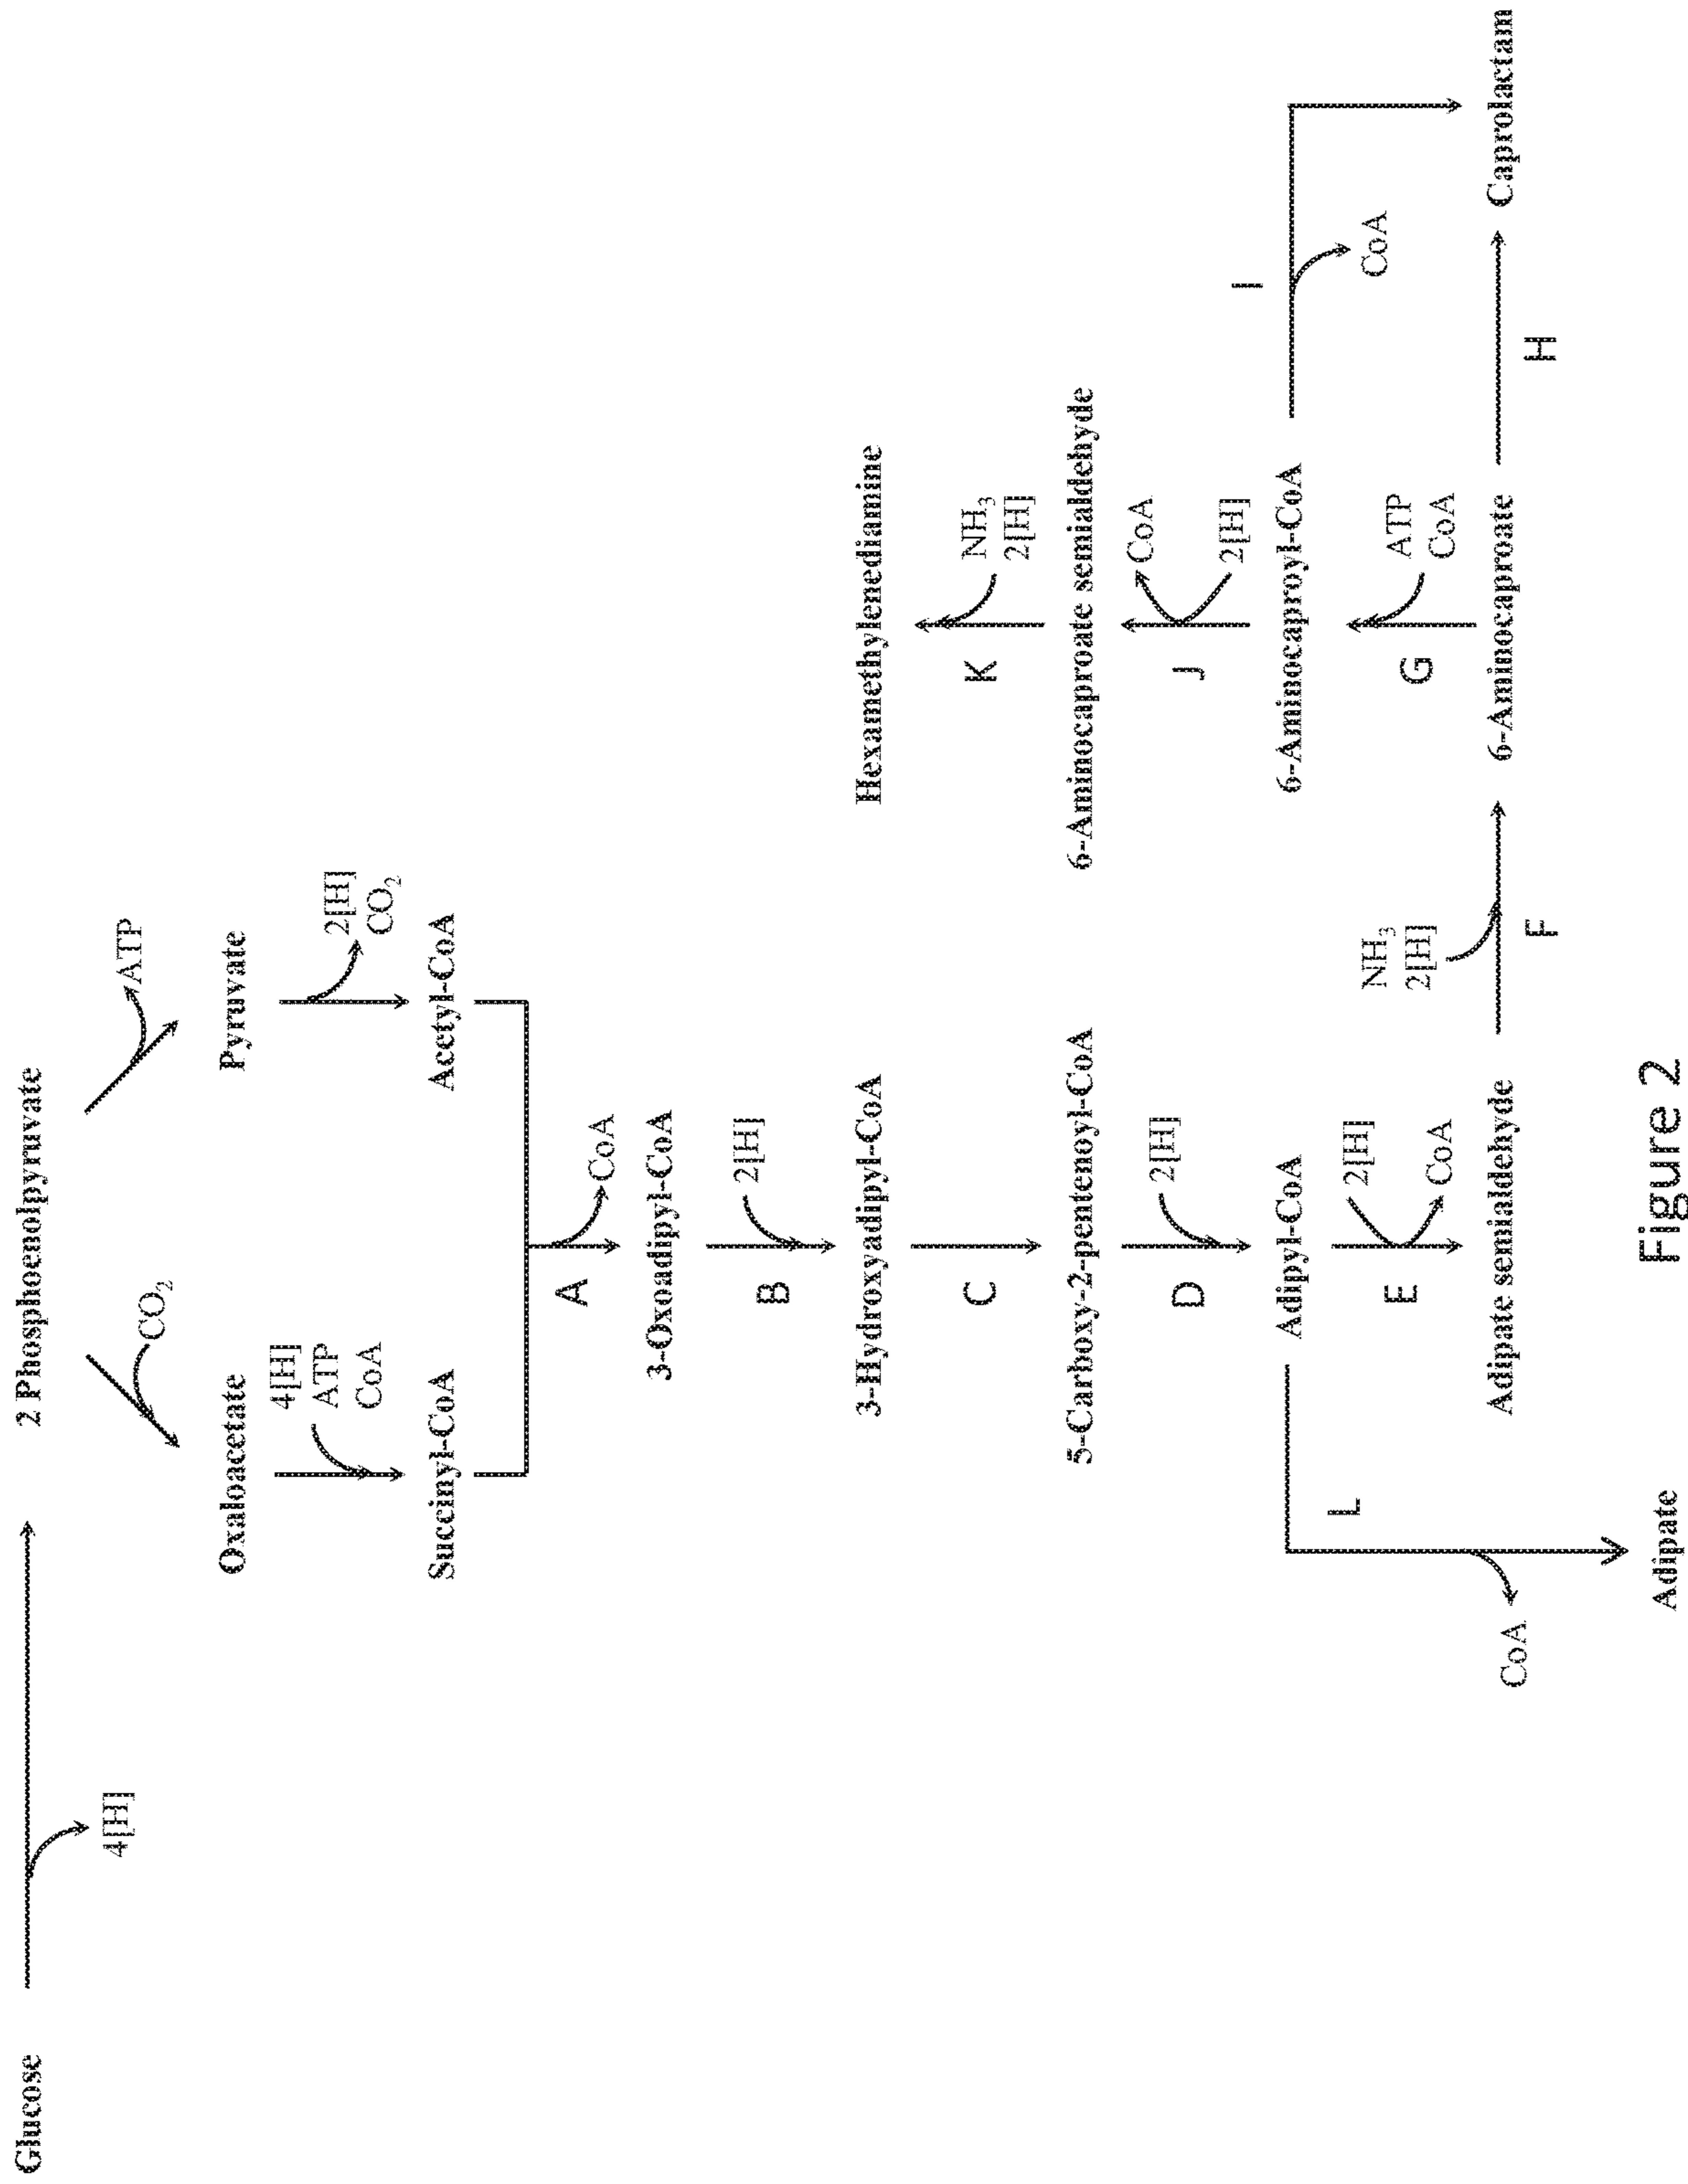 Glucose
4[H]
2 Phosphoenolpyruvate
CO₂
ATP
Oxaloacetate
Pyruvate
4[H]
ATP
CoA
2[H]
CO₂
Succinyl-CoA
Acetyl-CoA
A
CoA
3-Oxoadipyl-CoA
B
2[H]
3-Hydroxyadipyl-CoA
C
5-Carboxy-2-pentenoyl-CoA
D
2[H]
Adipyl-CoA
L
CoA
Adipate
E
2[H]
CoA
Adipate semialdehyde
NH₃
2[H]
F
6-Aminocaproate
G
ATP
CoA
6-Aminocaproyl-CoA
J
CoA
2[H]
6-Aminocaproate semialdehyde
K
NH₃
2[H]
Hexamethylenediamine
I
CoA
H
Caprolactam
Figure 2